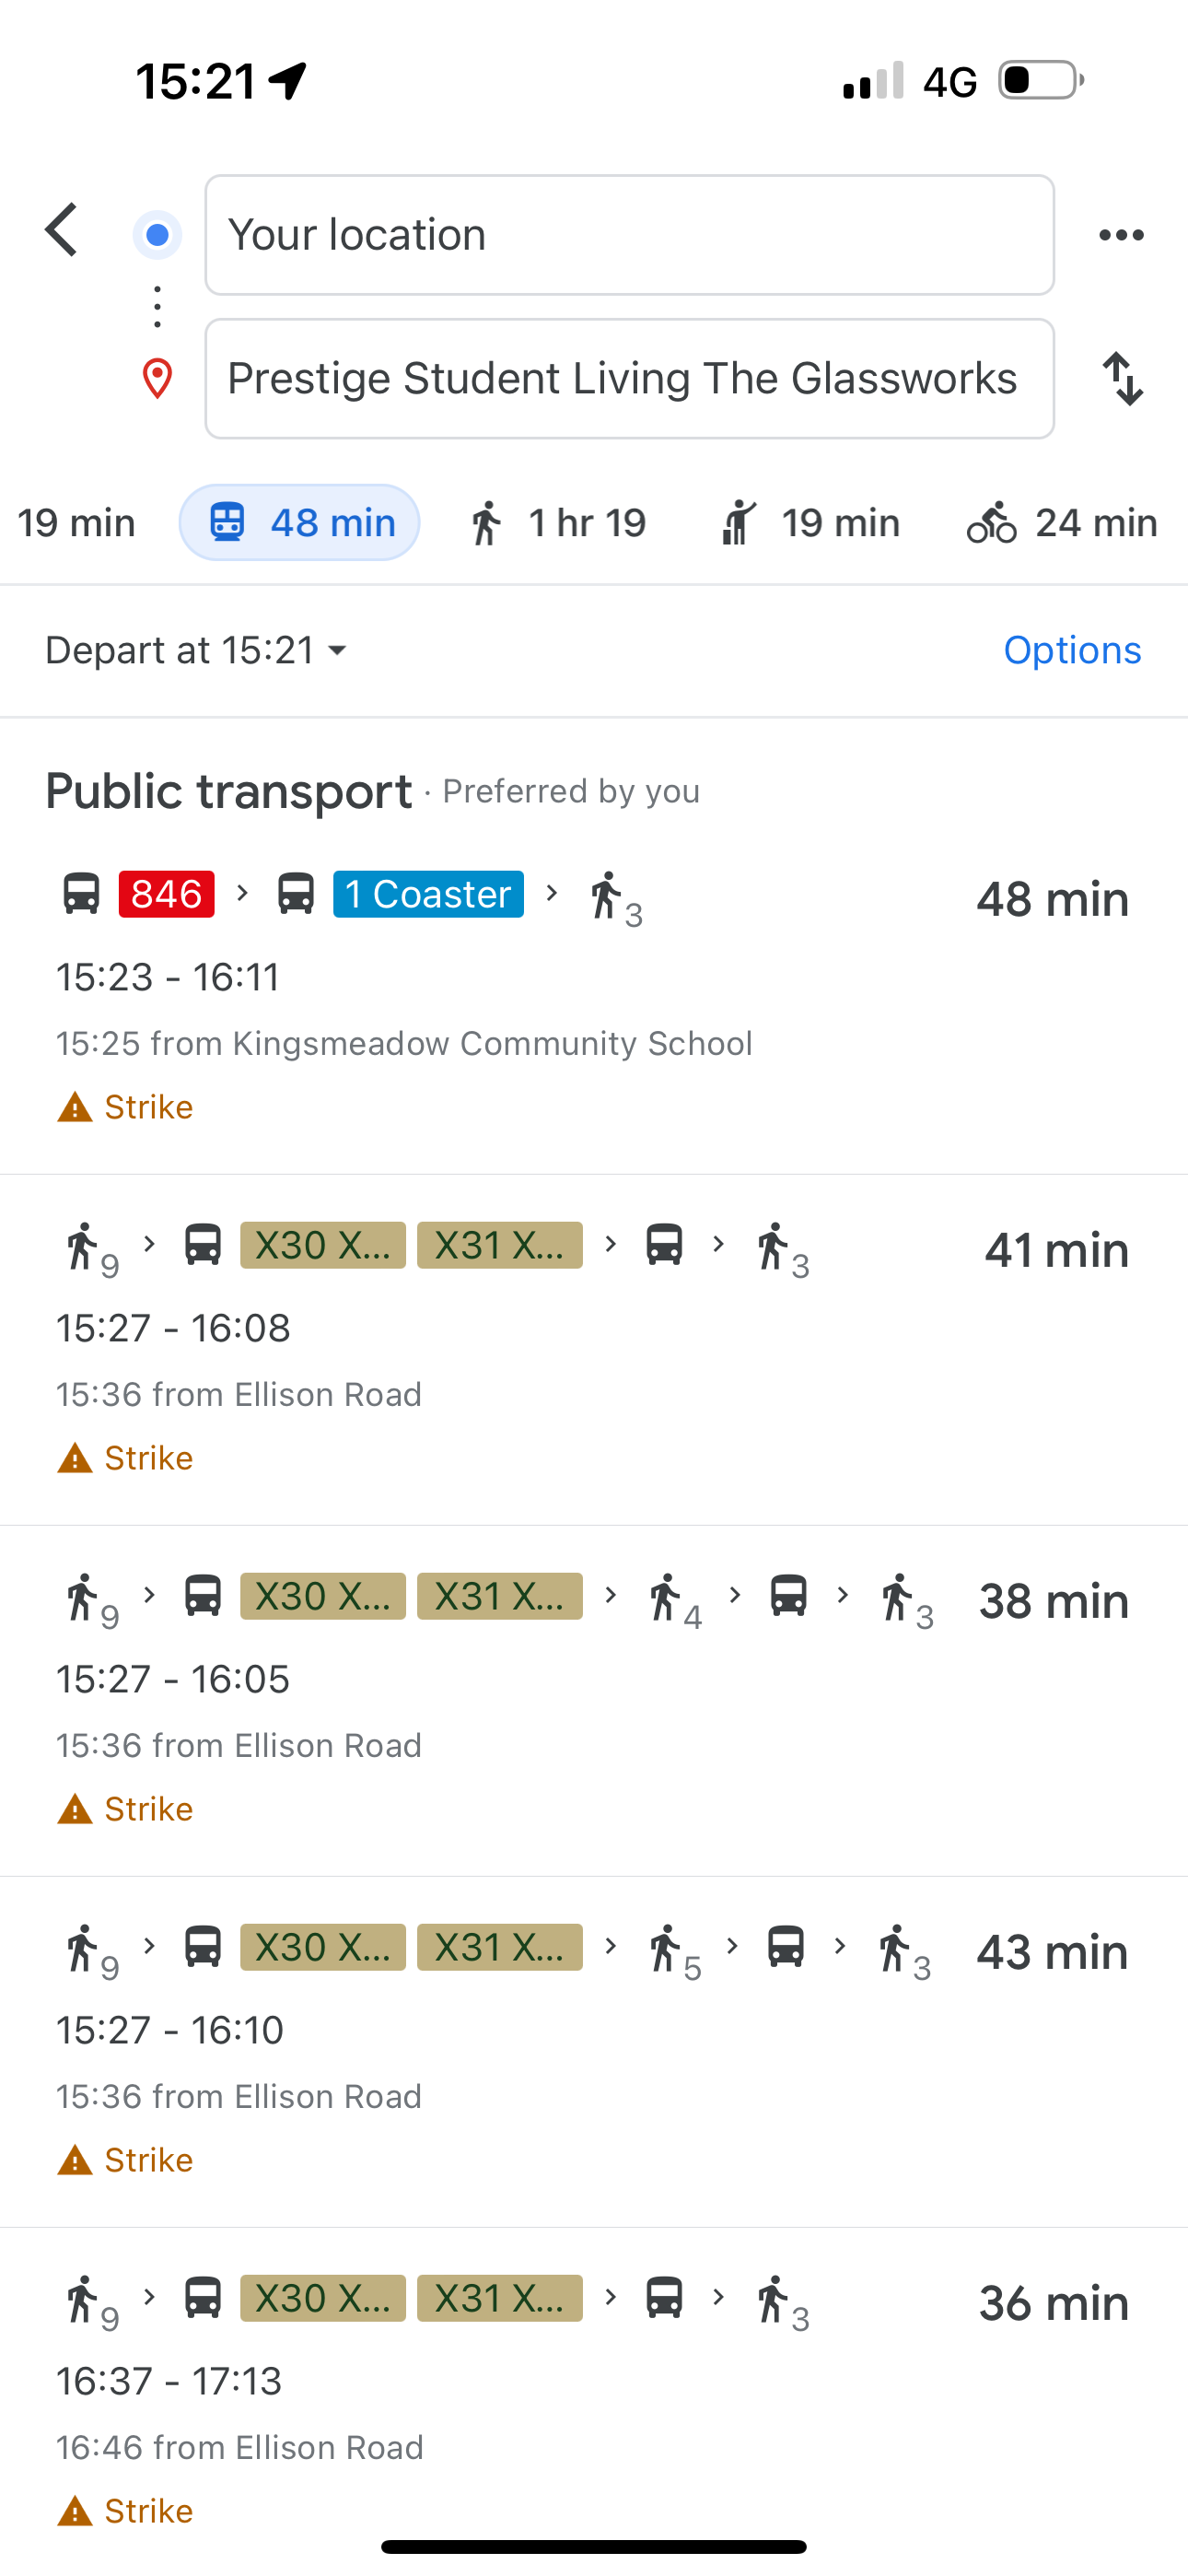 15:21 4G
Your location
Prestige Student Living The Glassworks
19 min 48 min 1 hr 19 19 min 24 min
Depart at 15:21 Options
Public transport · Preferred by you
846 1 Coaster 3 48 min
15:23 - 16:11
15:25 from Kingsmeadow Community School
Strike
9 X30 X... X31 X... 3 41 min
15:27 - 16:08
15:36 from Ellison Road
Strike
9 X30 X... X31 X... 4 3 38 min
15:27 - 16:05
15:36 from Ellison Road
Strike
9 X30 X... X31 X... 5 3 43 min
15:27 - 16:10
15:36 from Ellison Road
Strike
9 X30 X... X31 X... 3 36 min
16:37 - 17:13
16:46 from Ellison Road
Strike